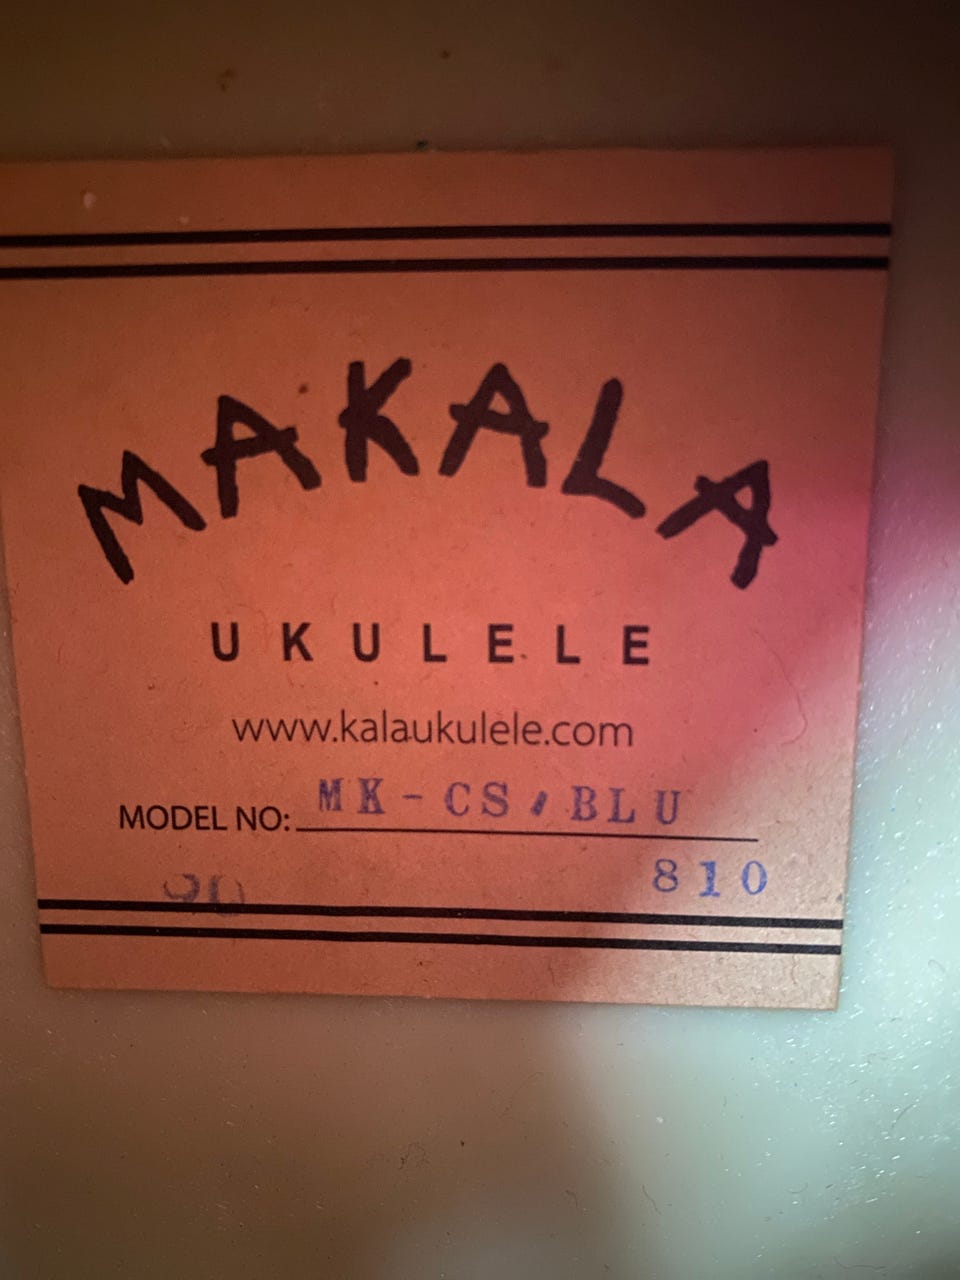 MAKALA
UKULELE
www.kalaukulele.com
MODEL NO: MK-CS/BLU
810